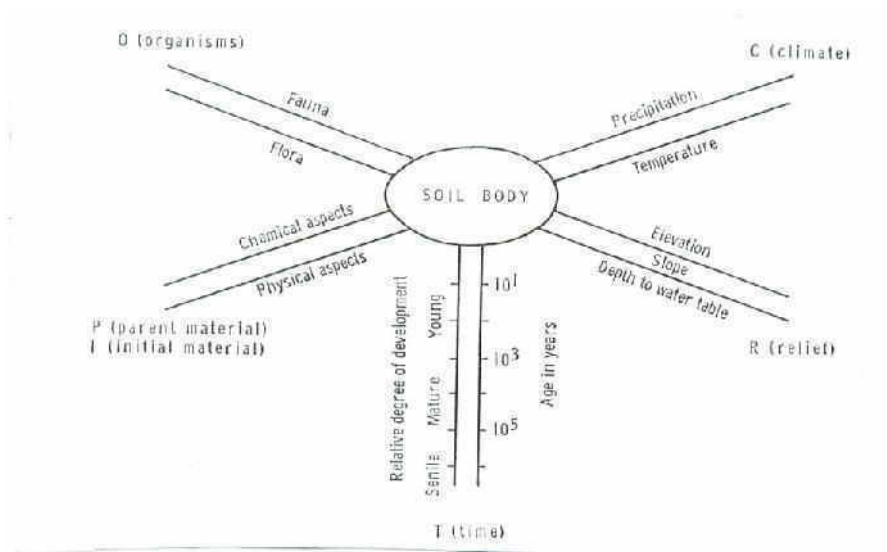 O (organisms)
C (climate)
Fauna
Flora
Precipitation
Temperature
SOIL BODY
Chemical aspects
Physical aspects
Elevation
Slope
Depth to water table
P (parent material)
I (initial material)
R (relief)
Relative degree of development
Young
Mature
Senile
10¹
10³
10⁵
Age in years
T (time)